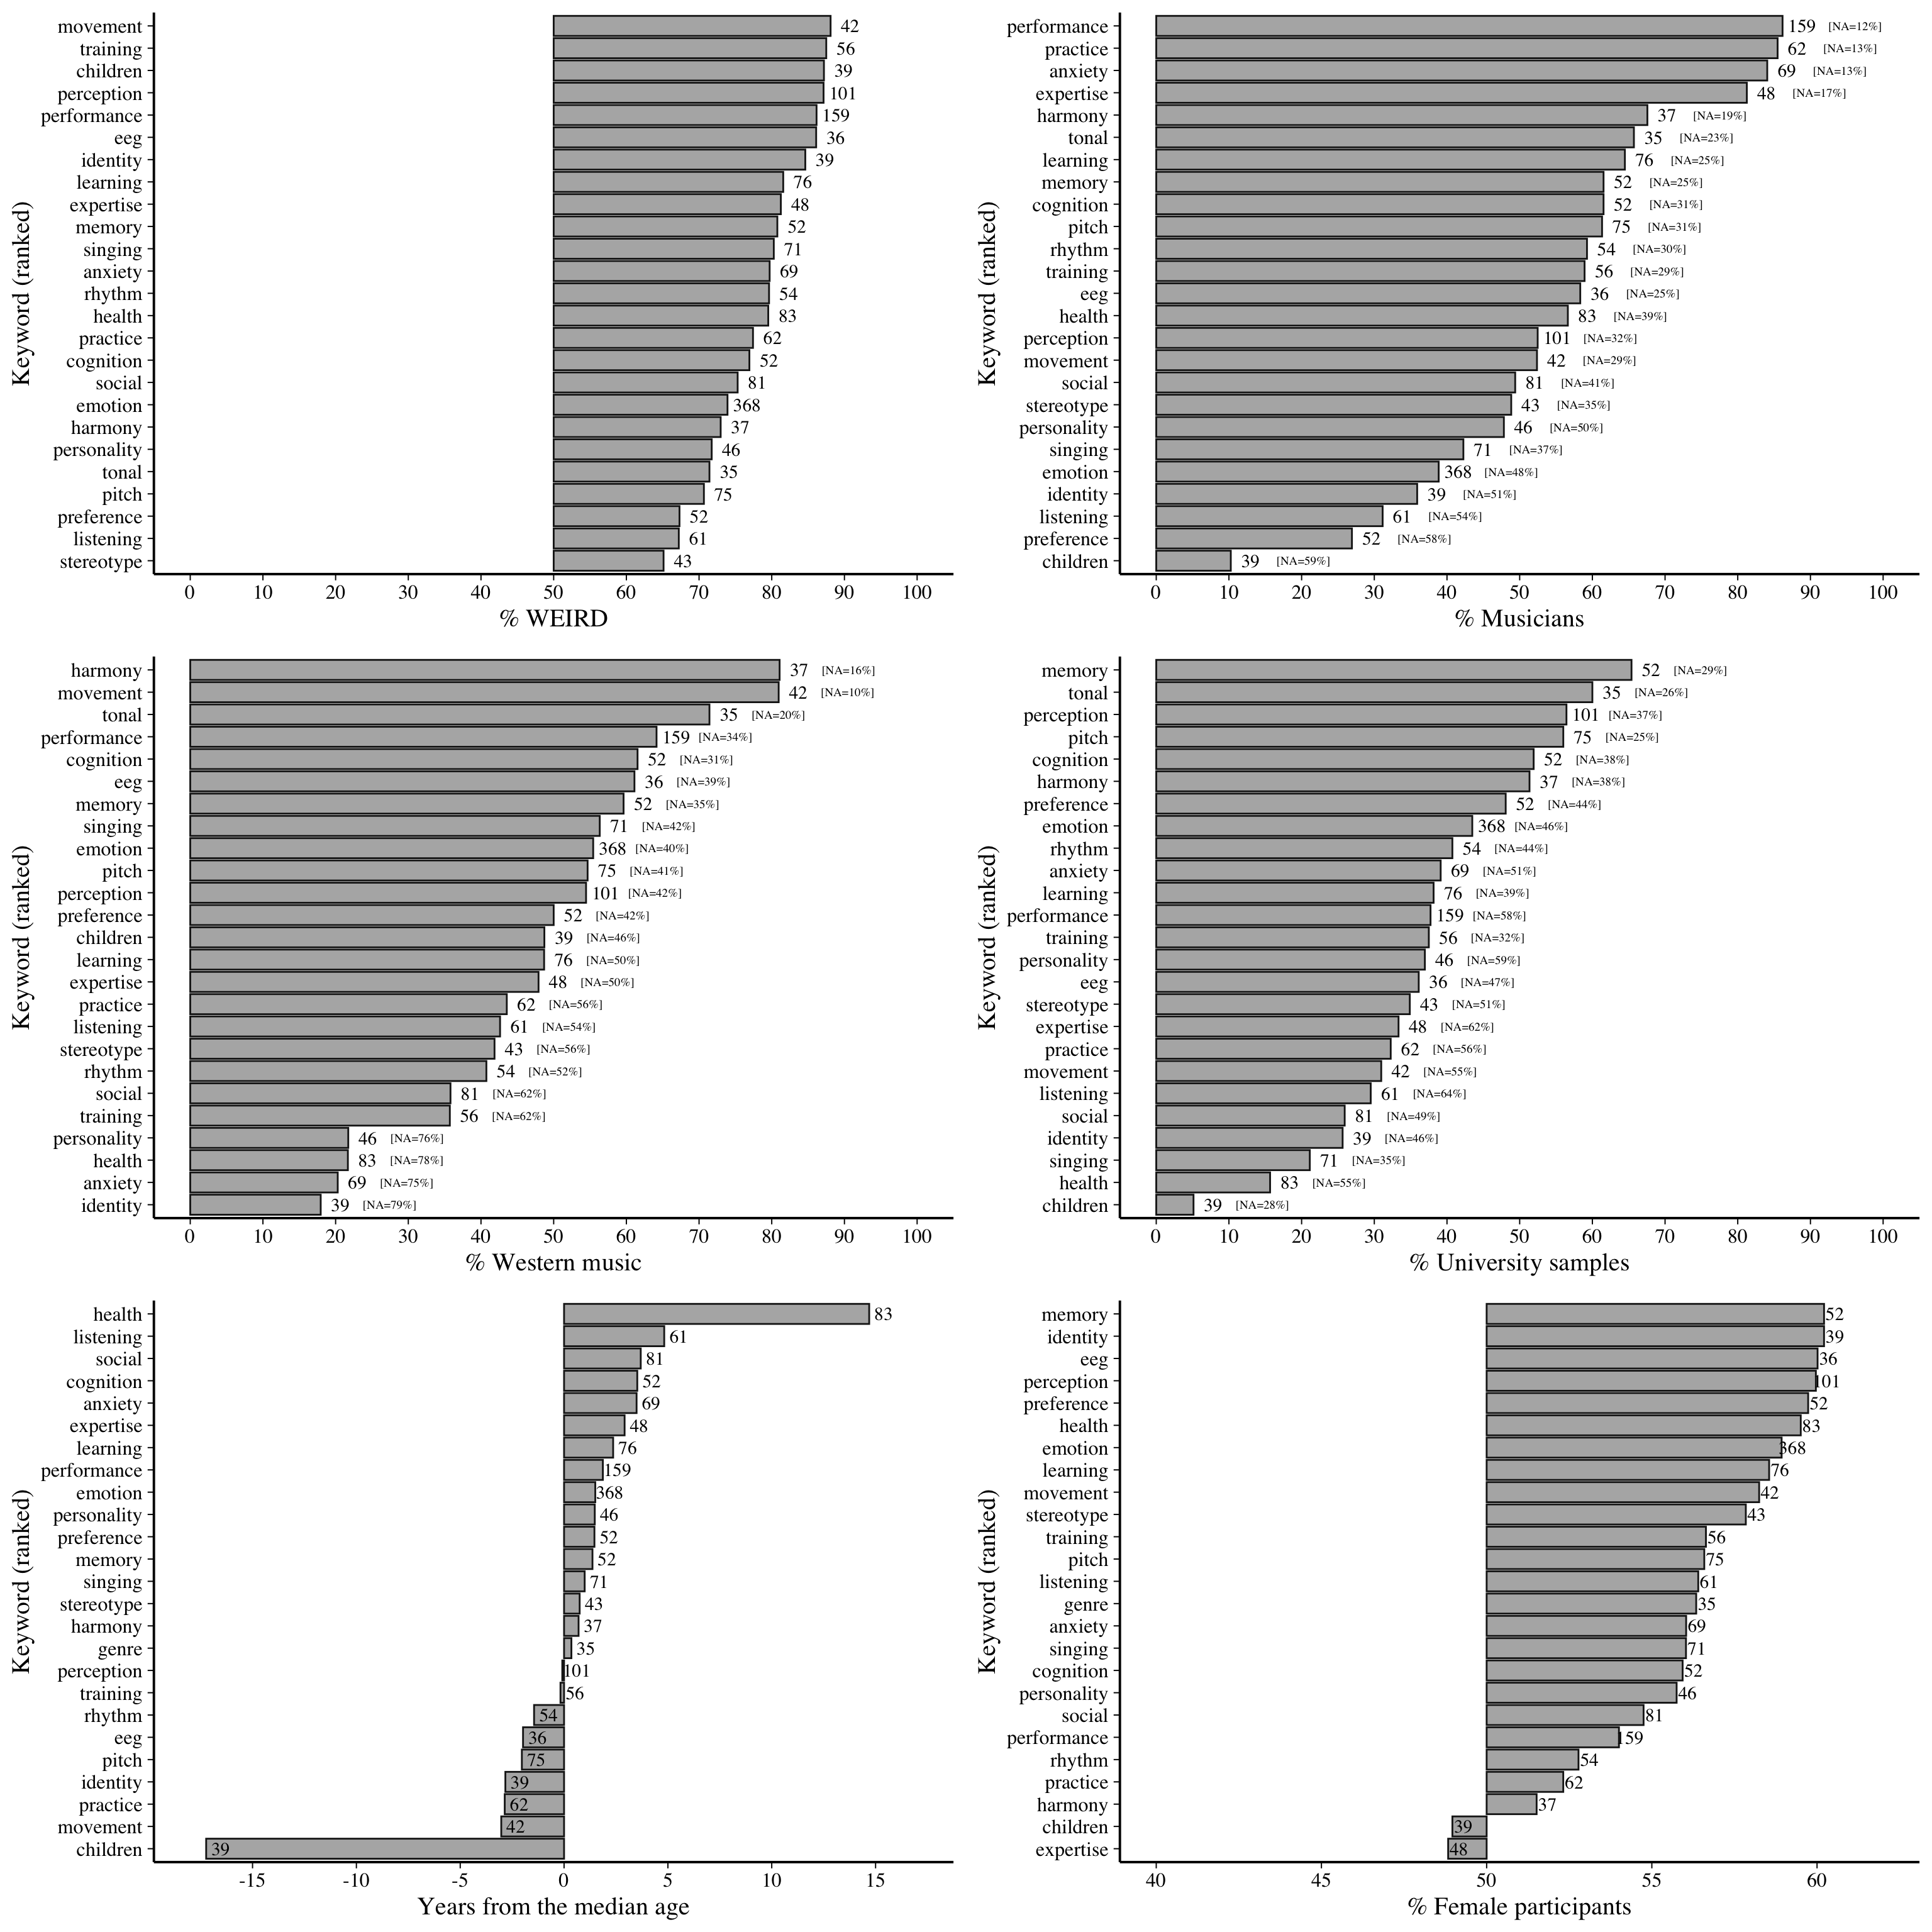 movement 42
training 56
children 39
perception 101
performance 159
eeg 36
identity 39
learning 76
expertise 48
memory 52
singing 71
anxiety 69
rhythm 54
health 83
practice 62
cognition 52
social 81
emotion 368
harmony 37
personality 46
tonal 35
pitch 75
preference 52
listening 61
stereotype 43
Keyword (ranked)
0 10 20 30 40 50 60 70 80 90 100
% WEIRD
performance 159 [NA=12%]
practice 62 [NA=13%]
anxiety 69 [NA=13%]
expertise 48 [NA=17%]
harmony 37 [NA=19%]
tonal 35 [NA=23%]
learning 76 [NA=25%]
memory 52 [NA=25%]
cognition 52 [NA=31%]
pitch 75 [NA=31%]
rhythm 54 [NA=30%]
training 56 [NA=29%]
eeg 36 [NA=25%]
health 83 [NA=39%]
perception 101 [NA=32%]
movement 42 [NA=29%]
social 81 [NA=41%]
stereotype 43 [NA=35%]
personality 46 [NA=50%]
singing 71 [NA=37%]
emotion 368 [NA=48%]
identity 39 [NA=51%]
listening 61 [NA=54%]
preference 52 [NA=58%]
children 39 [NA=59%]
Keyword (ranked)
0 10 20 30 40 50 60 70 80 90 100
% Musicians
harmony 37 [NA=16%]
movement 42 [NA=10%]
tonal 35 [NA=20%]
performance 159 [NA=34%]
cognition 52 [NA=31%]
eeg 36 [NA=39%]
memory 52 [NA=35%]
singing 71 [NA=42%]
emotion 368 [NA=40%]
pitch 75 [NA=41%]
perception 101 [NA=42%]
preference 52 [NA=42%]
children 39 [NA=46%]
learning 76 [NA=50%]
expertise 48 [NA=50%]
practice 62 [NA=56%]
listening 61 [NA=54%]
stereotype 43 [NA=56%]
rhythm 54 [NA=52%]
social 81 [NA=62%]
training 56 [NA=62%]
personality 46 [NA=76%]
health 83 [NA=78%]
anxiety 69 [NA=75%]
identity 39 [NA=79%]
Keyword (ranked)
0 10 20 30 40 50 60 70 80 90 100
% Western music
memory 52 [NA=29%]
tonal 35 [NA=26%]
perception 101 [NA=37%]
pitch 75 [NA=25%]
cognition 52 [NA=38%]
harmony 37 [NA=38%]
preference 52 [NA=44%]
emotion 368 [NA=46%]
rhythm 54 [NA=44%]
anxiety 69 [NA=51%]
learning 76 [NA=39%]
performance 159 [NA=58%]
training 56 [NA=32%]
personality 46 [NA=59%]
eeg 36 [NA=47%]
stereotype 43 [NA=51%]
expertise 48 [NA=62%]
practice 62 [NA=56%]
movement 42 [NA=55%]
listening 61 [NA=64%]
social 81 [NA=49%]
identity 39 [NA=46%]
singing 71 [NA=35%]
health 83 [NA=55%]
children 39 [NA=28%]
Keyword (ranked)
0 10 20 30 40 50 60 70 80 90 100
% University samples
health 83
listening 61
social 81
cognition 52
anxiety 69
expertise 48
learning 76
performance 159
emotion 368
personality 46
preference 52
memory 52
singing 71
stereotype 43
harmony 37
genre 35
perception 101
training 56
rhythm 54
eeg 36
pitch 75
identity 39
practice 62
movement 42
children 39
Keyword (ranked)
-15 -10 -5 0 5 10 15
Years from the median age
memory 52
identity 39
eeg 36
perception 101
preference 52
health 83
emotion 368
learning 76
movement 42
stereotype 43
training 56
pitch 75
listening 61
genre 35
anxiety 69
singing 71
cognition 52
personality 46
social 81
performance 159
rhythm 54
practice 62
harmony 37
children 39
expertise 48
Keyword (ranked)
40 45 50 55 60
% Female participants